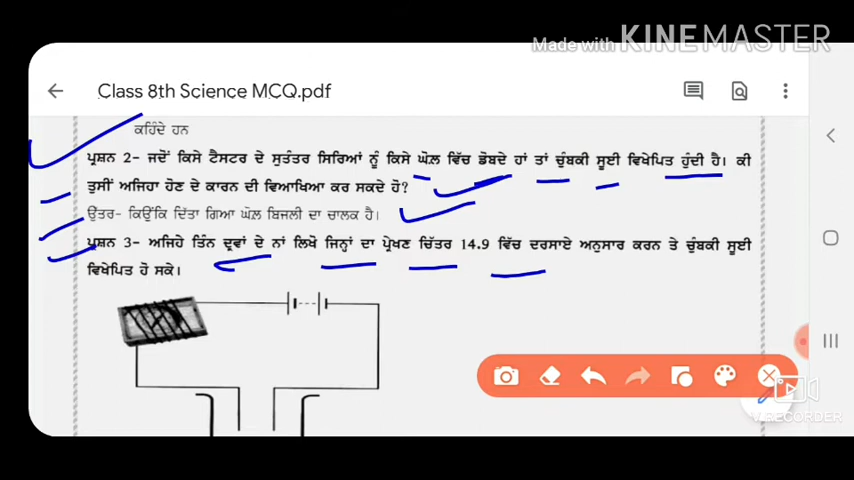 Made with KINEMASTER
Class 8th Science MCQ.pdf
ਕਹਿੰਦੇ ਹਨ
ਪ੍ਰਸ਼ਨ 2- ਜਦੋਂ ਕਿਸੇ ਟੈਸਟਰ ਦੇ ਸੁਤੰਤਰ ਸਿਰਿਆਂ ਨੂੰ ਕਿਸੇ ਘੋਲ ਵਿੱਚ ਡੋਬਦੇ ਹਾਂ ਤਾਂ ਚੁੰਬਕੀ ਸੂਈ ਵਿਖੇਪਿਤ ਹੁੰਦੀ ਹੈ। ਕੀ
ਤੁਸੀਂ ਅਜਿਹਾ ਹੋਣ ਦੇ ਕਾਰਨ ਦੀ ਵਿਆਖਿਆ ਕਰ ਸਕਦੇ ਹੋ?
ਉੱਤਰ- ਕਿਉਂਕਿ ਦਿੱਤਾ ਗਿਆ ਘੋਲ ਬਿਜਲੀ ਦਾ ਚਾਲਕ ਹੈ।
ਪ੍ਰਸ਼ਨ 3- ਅਜਿਹੇ ਤਿੰਨ ਦ੍ਰਵਾਂ ਦੇ ਨਾਂ ਲਿਖੋ ਜਿਨ੍ਹਾਂ ਦਾ ਪ੍ਰੇਖਣ ਚਿੱਤਰ 14.9 ਵਿੱਚ ਦਰਸਾਏ ਅਨੁਸਾਰ ਕਰਨ ਤੇ ਚੁੰਬਕੀ ਸੂਈ
ਵਿਖੇਪਿਤ ਹੋ ਸਕੇ।
V RECORDER